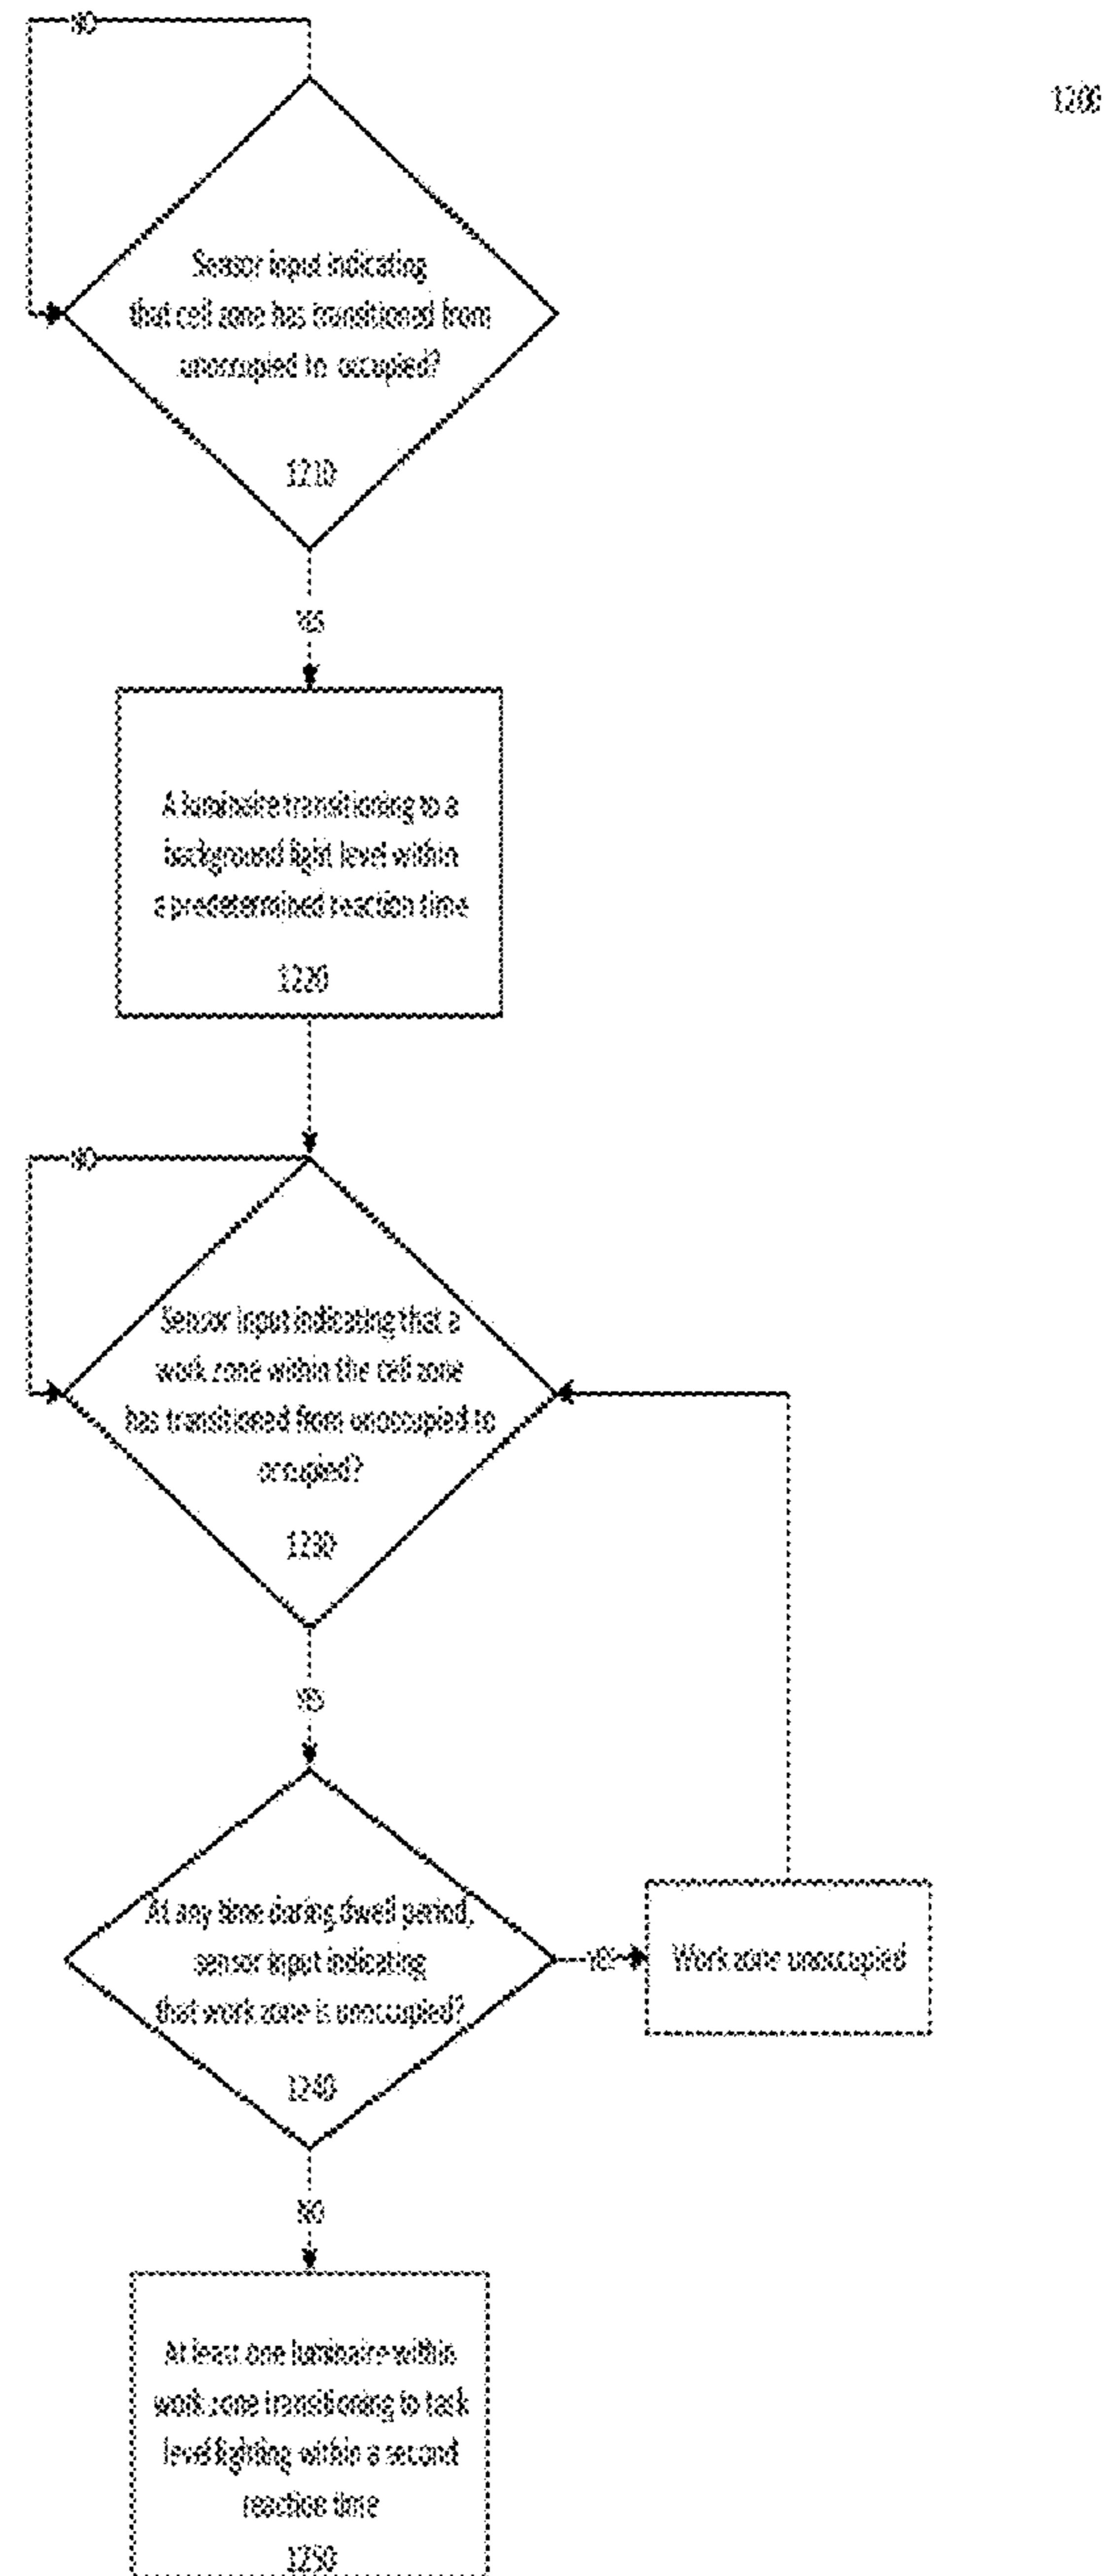 NO
1200
Sensor input indicating
that cell zone has transitioned from
unoccupied to occupied?
1210
YES
A luminaire transitioning to a
background light level within
a predetermined reaction time
1220
NO
Sensor input indicating that a
work zone within the cell zone
has transitioned from unoccupied to
occupied?
1230
YES
At any time during dwell period,
sensor input indicating
that work zone is unoccupied?
1240
YES
Work zone unoccupied
NO
At least one luminaire within
work zone transitioning to task
level lighting within a second
reaction time
1250